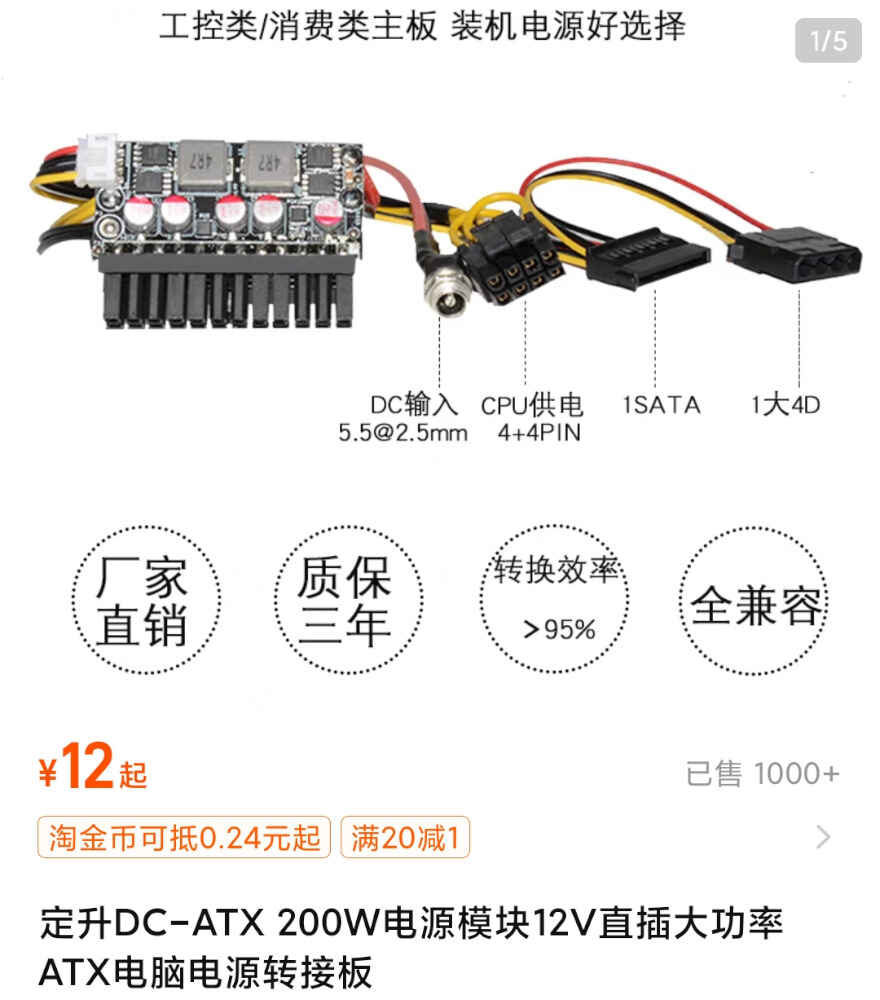 工控类/消费类主板 装机电源好选择
1/5
4R7
4R7
DC输入
5.5@2.5mm
CPU供电
4+4PIN
1SATA
1大4D
厂家
直销
质保
三年
转换效率
>95%
全兼容
¥12起
已售 1000+
淘金币可抵0.24元起
满20减1
定升DC-ATX 200W电源模块12V直插大功率
ATX电脑电源转接板